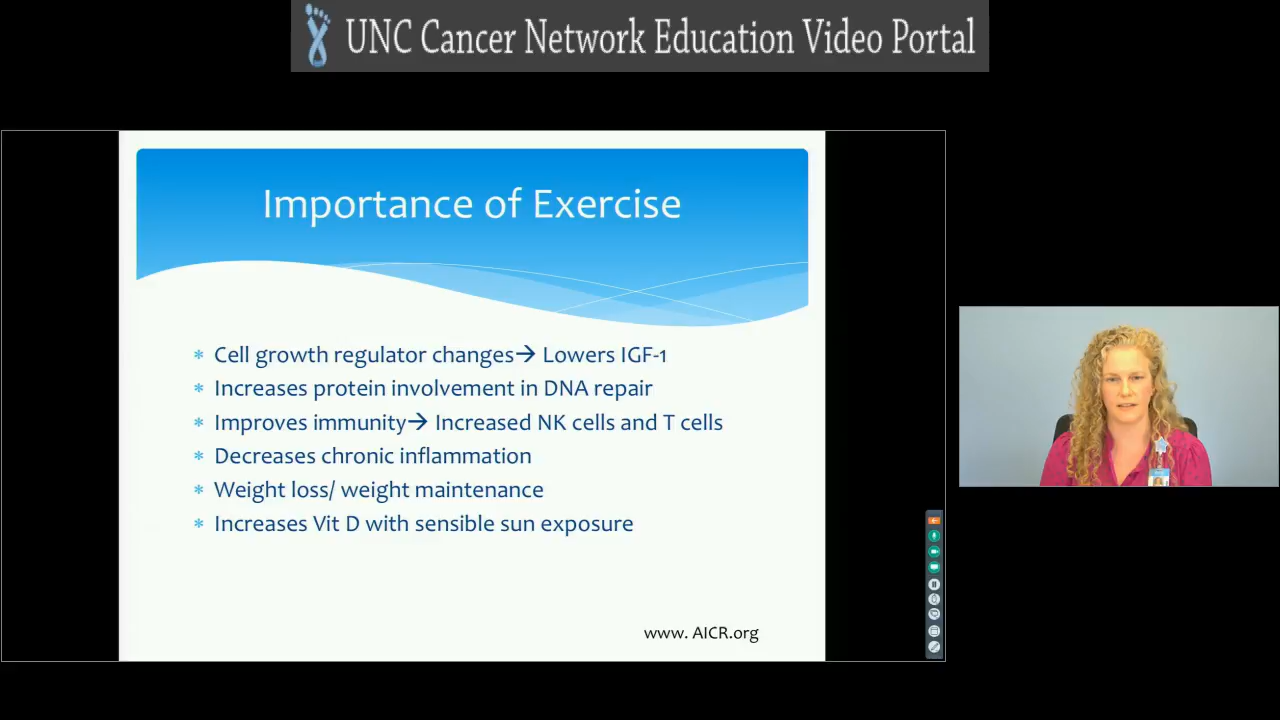 UNC Cancer Network Education Video Portal
Importance of Exercise
* Cell growth regulator changes→ Lowers IGF-1
* Increases protein involvement in DNA repair
* Improves immunity→ Increased NK cells and T cells
* Decreases chronic inflammation
* Weight loss/ weight maintenance
* Increases Vit D with sensible sun exposure
www. AICR.org